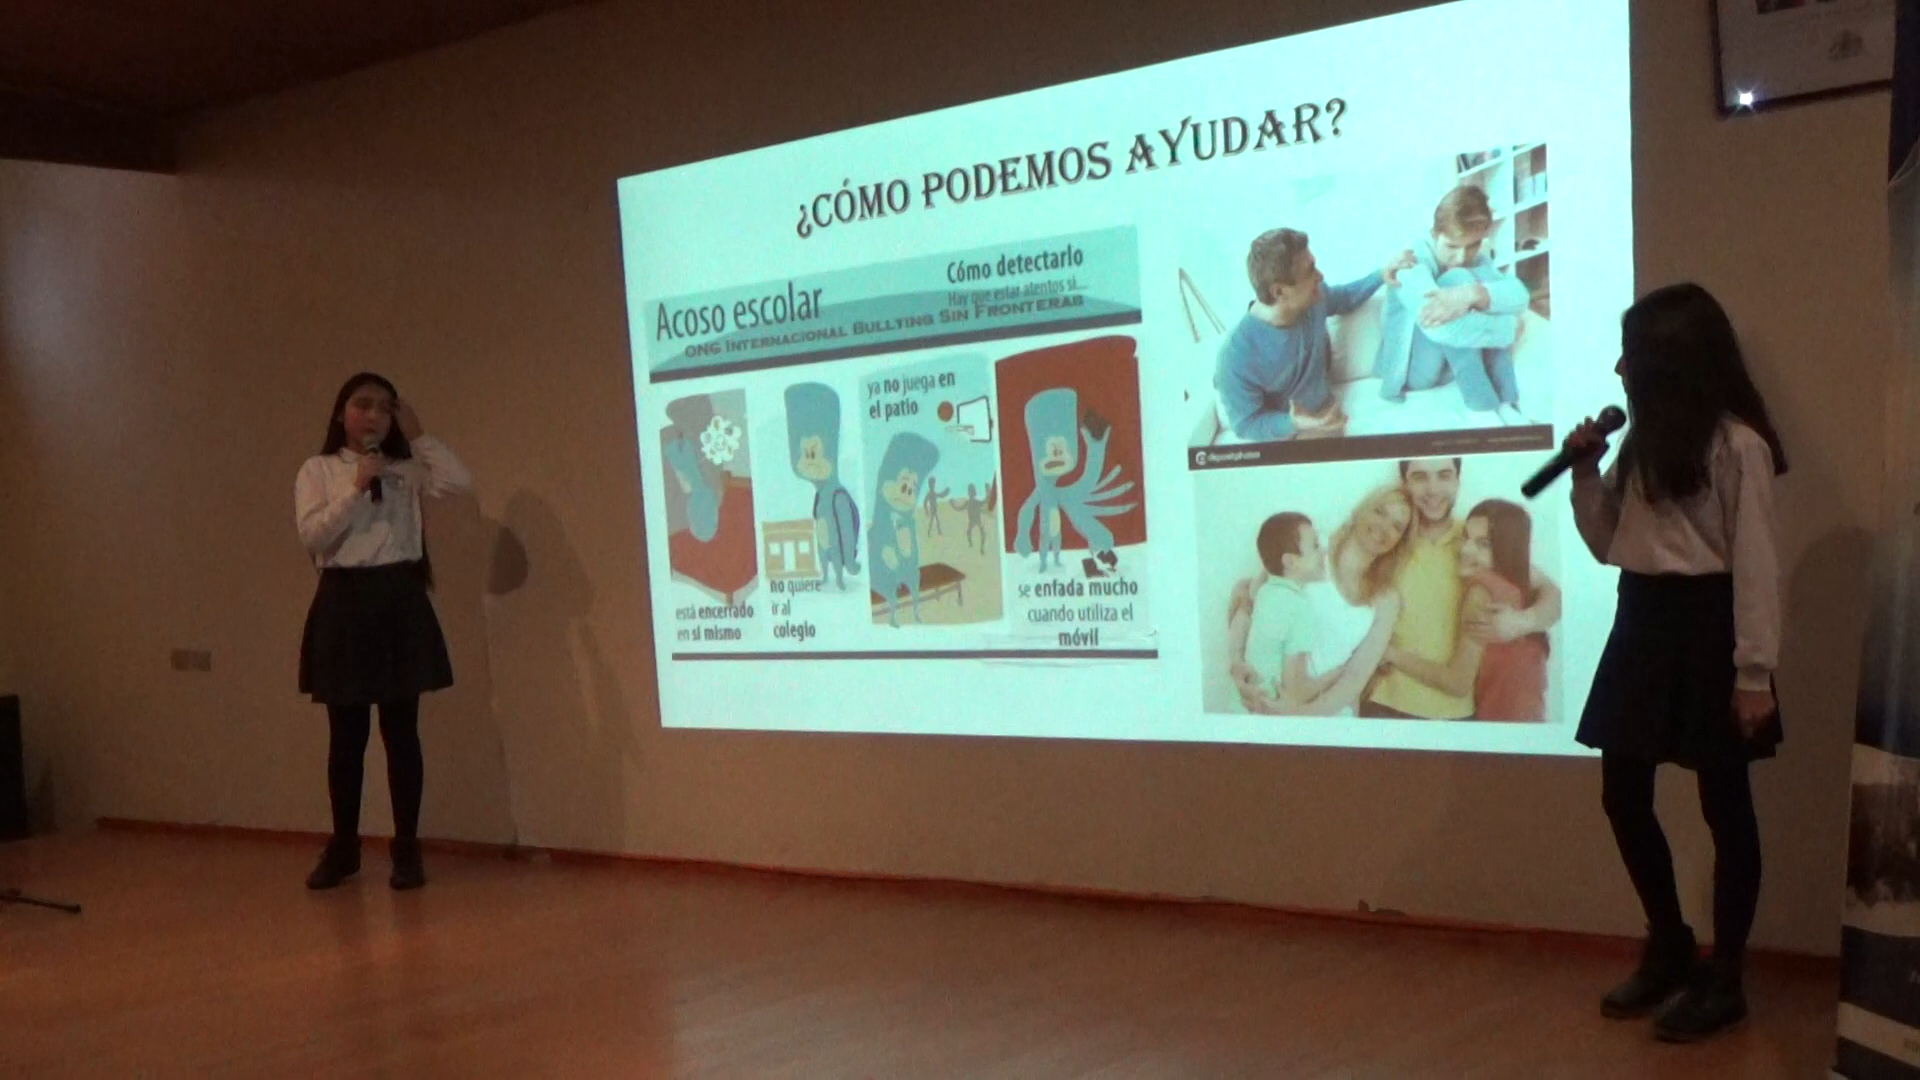 ¿CÓMO PODEMOS AYUDAR?
Acoso escolar
Cómo detectarlo
Hay que estar atentos si...
ONG INTERNACIONAL BULLYING SIN FRONTERAS
está encerrado
en sí mismo
no quiere
ir al
colegio
ya no juega en
el patio
se enfada mucho
cuando utiliza el
móvil
depositphotos